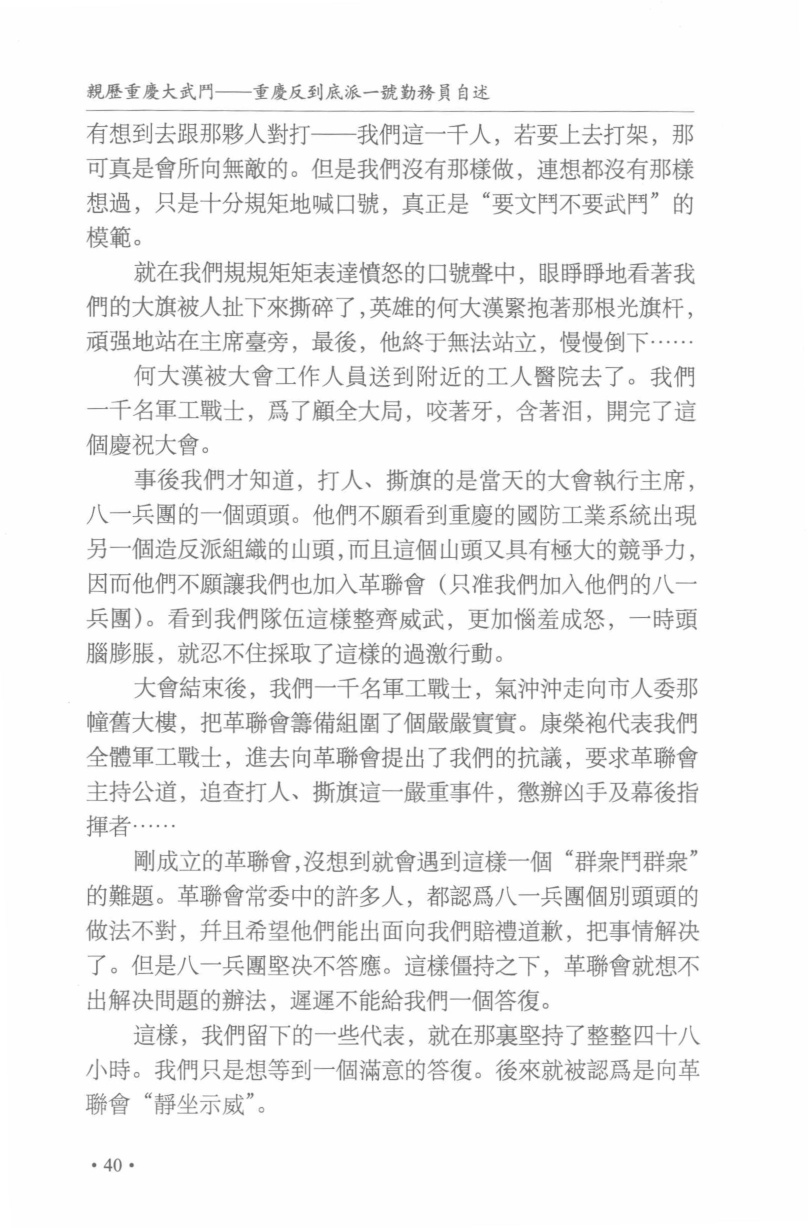 親歷重慶大武鬥——重慶反到底派一號勤務員自述
有想到去跟那夥人對打——我們這一千人，若要上去打架，那
可真是會所向無敵的。但是我們沒有那樣做，連想都沒有那樣
想過，只是十分規矩地喊口號，真正是“要文鬥不要武鬥”的
模範。
就在我們規規矩矩表達憤怒的口號聲中，眼睜睜地看著我
們的大旗被人扯下來撕碎了，英雄的何大漢緊抱著那根光旗杆，
頑强地站在主席臺旁，最後，他終于無法站立，慢慢倒下……
何大漢被大會工作人員送到附近的工人醫院去了。我們
一千名軍工戰士，爲了顧全大局，咬著牙，含著泪，開完了這
個慶祝大會。
事後我們才知道，打人、撕旗的是當天的大會執行主席，
八一兵團的一個頭頭。他們不願看到重慶的國防工業系統出現
另一個造反派組織的山頭，而且這個山頭又具有極大的競爭力，
因而他們不願讓我們也加入革聯會（只准我們加入他們的八一
兵團）。看到我們隊伍這樣整齊威武，更加惱羞成怒，一時頭
腦膨脹，就忍不住採取了這樣的過激行動。
大會結束後，我們一千名軍工戰士，氣沖沖走向市人委那
幢舊大樓，把革聯會籌備組圍了個嚴嚴實實。康榮袍代表我們
全體軍工戰士，進去向革聯會提出了我們的抗議，要求革聯會
主持公道，追查打人、撕旗這一嚴重事件，懲辦凶手及幕後指
揮者……
剛成立的革聯會，沒想到就會遇到這樣一個“群衆鬥群衆”
的難題。革聯會常委中的許多人，都認爲八一兵團個別頭頭的
做法不對，幷且希望他們能出面向我們賠禮道歉，把事情解决
了。但是八一兵團堅决不答應。這樣僵持之下，革聯會就想不
出解决問題的辦法，遲遲不能給我們一個答復。
這樣，我們留下的一些代表，就在那裏堅持了整整四十八
小時。我們只是想等到一個滿意的答復。後來就被認爲是向革
聯會“靜坐示威”。
·40·